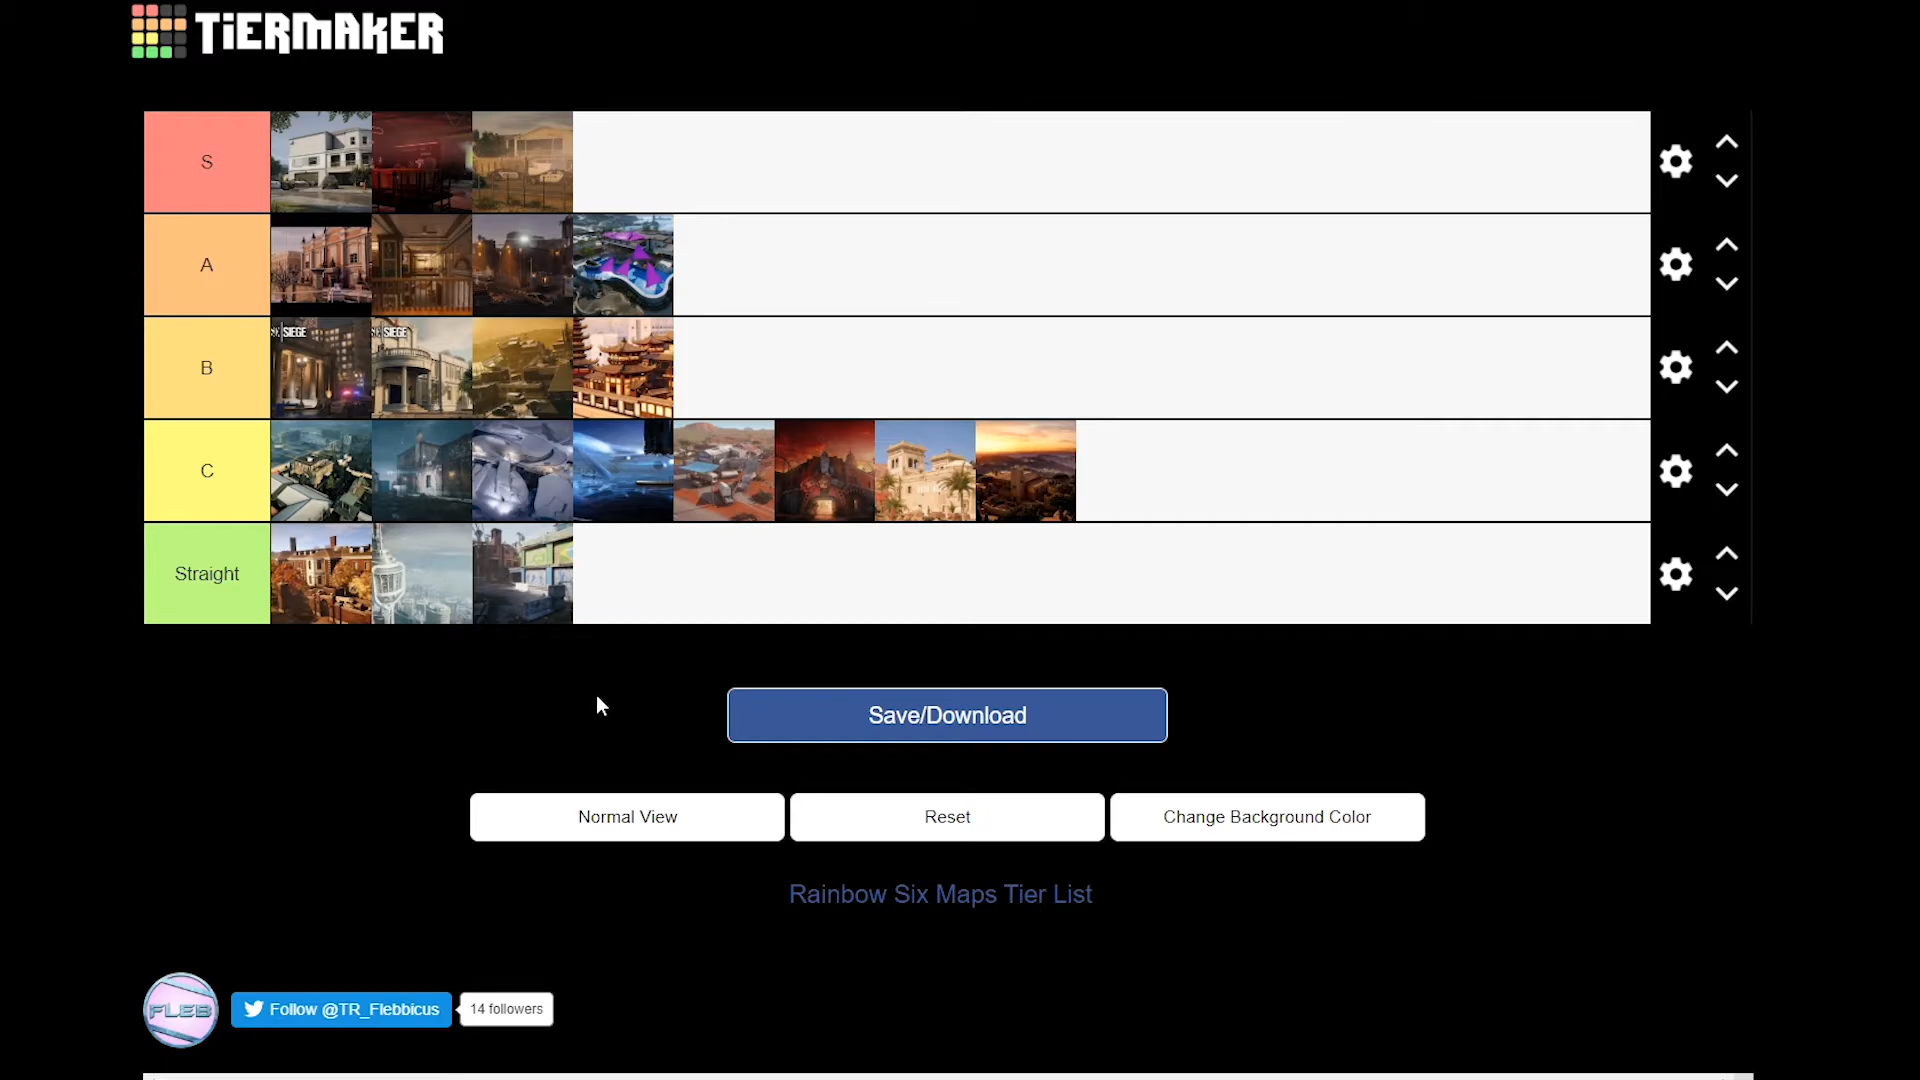 TiERMAKER
S
A
B
SIEGE
SIEGE
C
Straight
Save/Download
Normal View
Reset
Change Background Color
Rainbow Six Maps Tier List
FLEB
Follow @TR_Flebbicus
14 followers